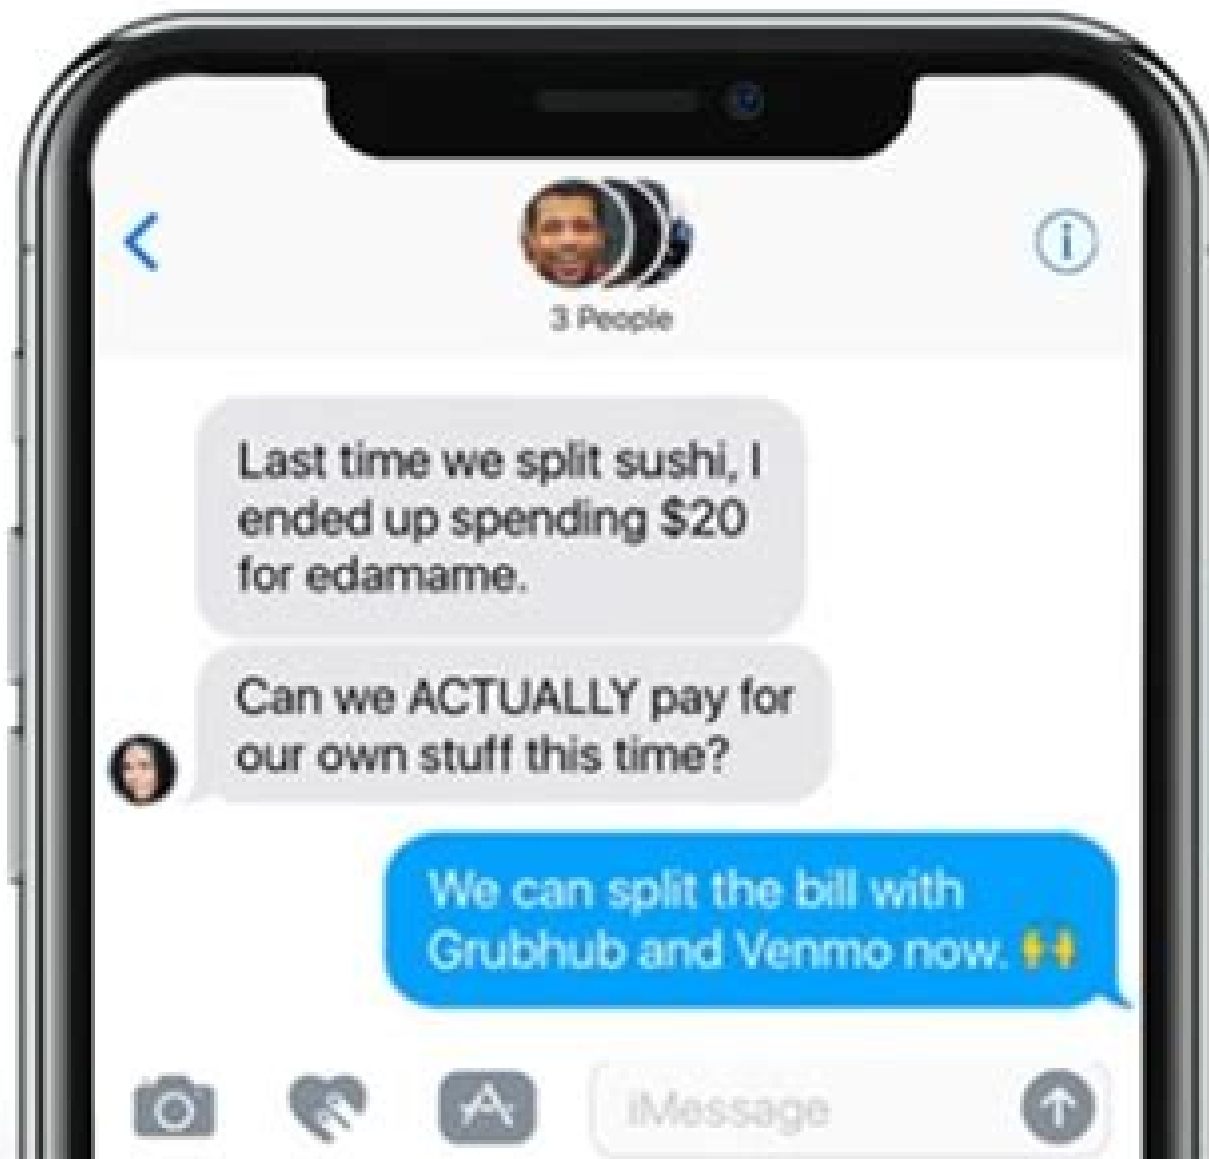 3 People
Last time we split sushi, I
ended up spending $20
for edamame.
Can we ACTUALLY pay for
our own stuff this time?
We can split the bill with
Grubhub and Venmo now. 🙌
iMessage